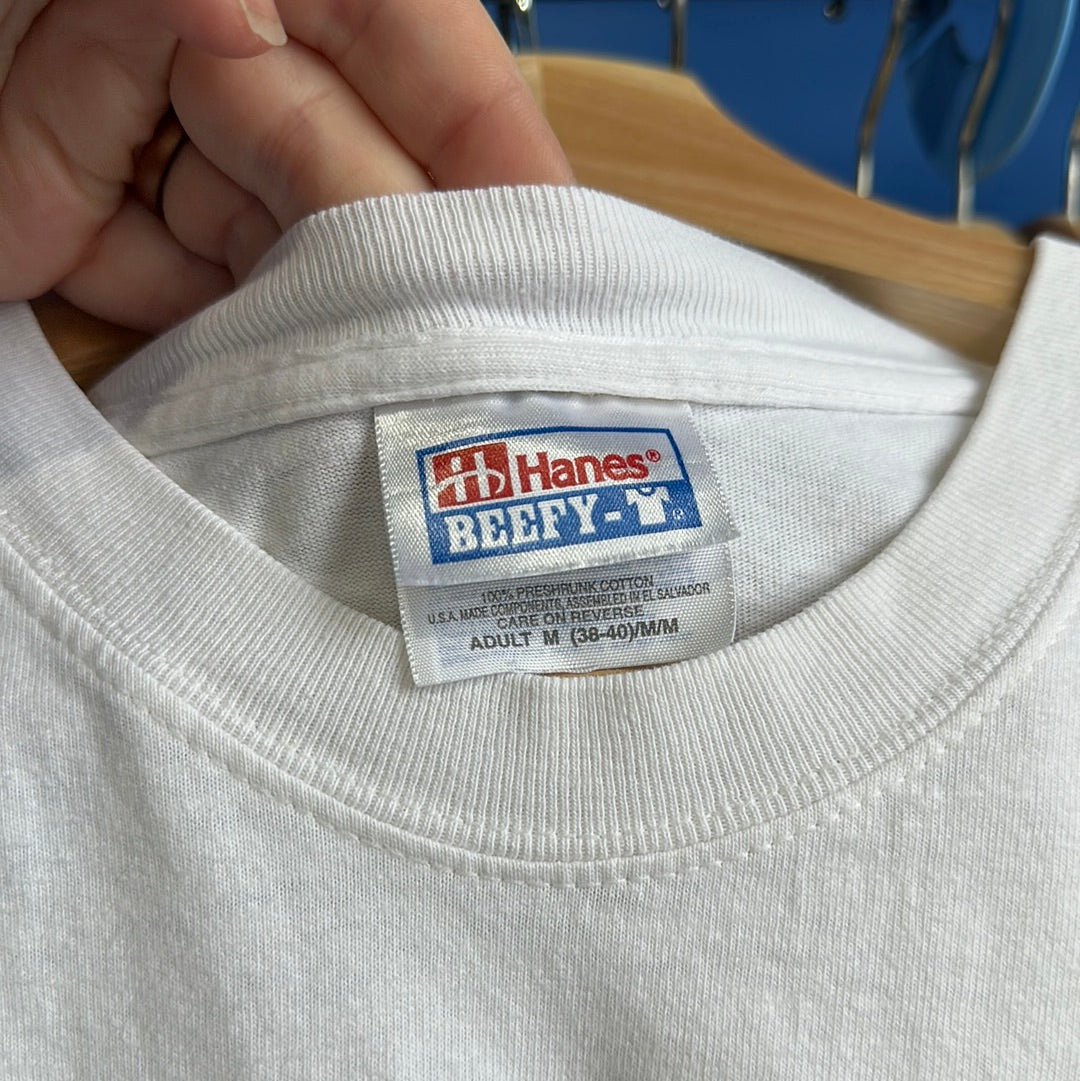 Hanes®
BEEFY-T®
100% PRESHRUNK COTTON
U.S.A. MADE COMPONENTS, ASSEMBLED IN EL SALVADOR
CARE ON REVERSE
ADULT M (38-40)/M/M